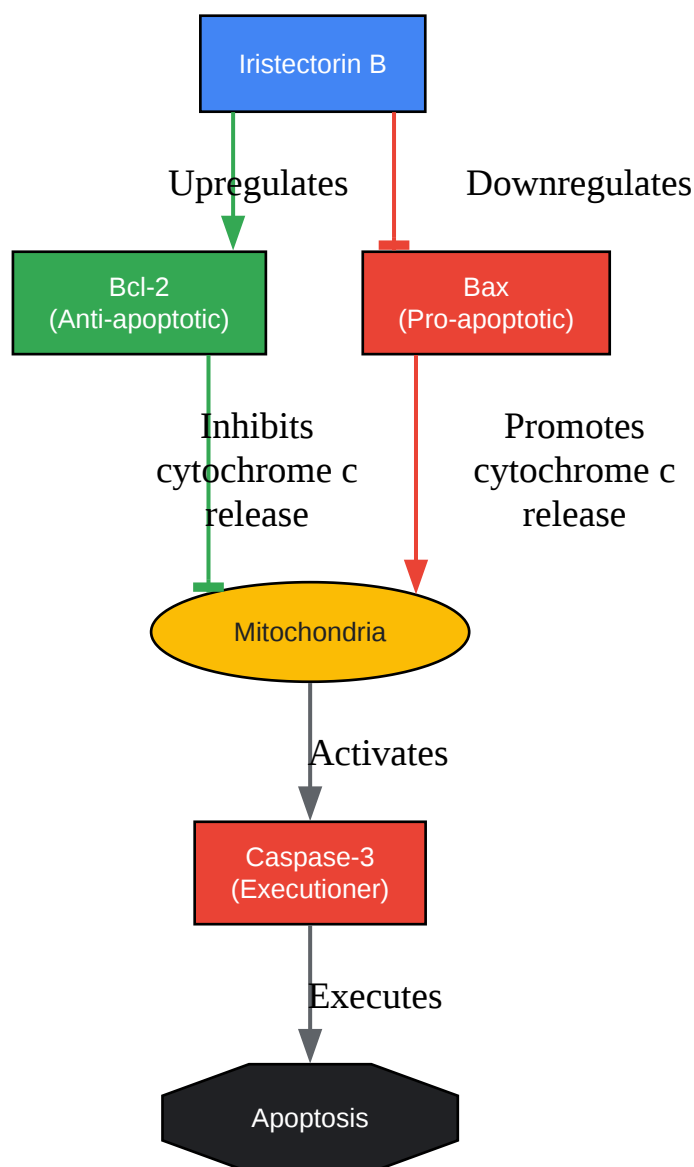 Iristectorin B
Upregulates
Downregulates
Bcl-2
(Anti-apoptotic)
Bax
(Pro-apoptotic)
Inhibits
cytochrome c
release
Promotes
cytochrome c
release
Mitochondria
Activates
Caspase-3
(Executioner)
Executes
Apoptosis